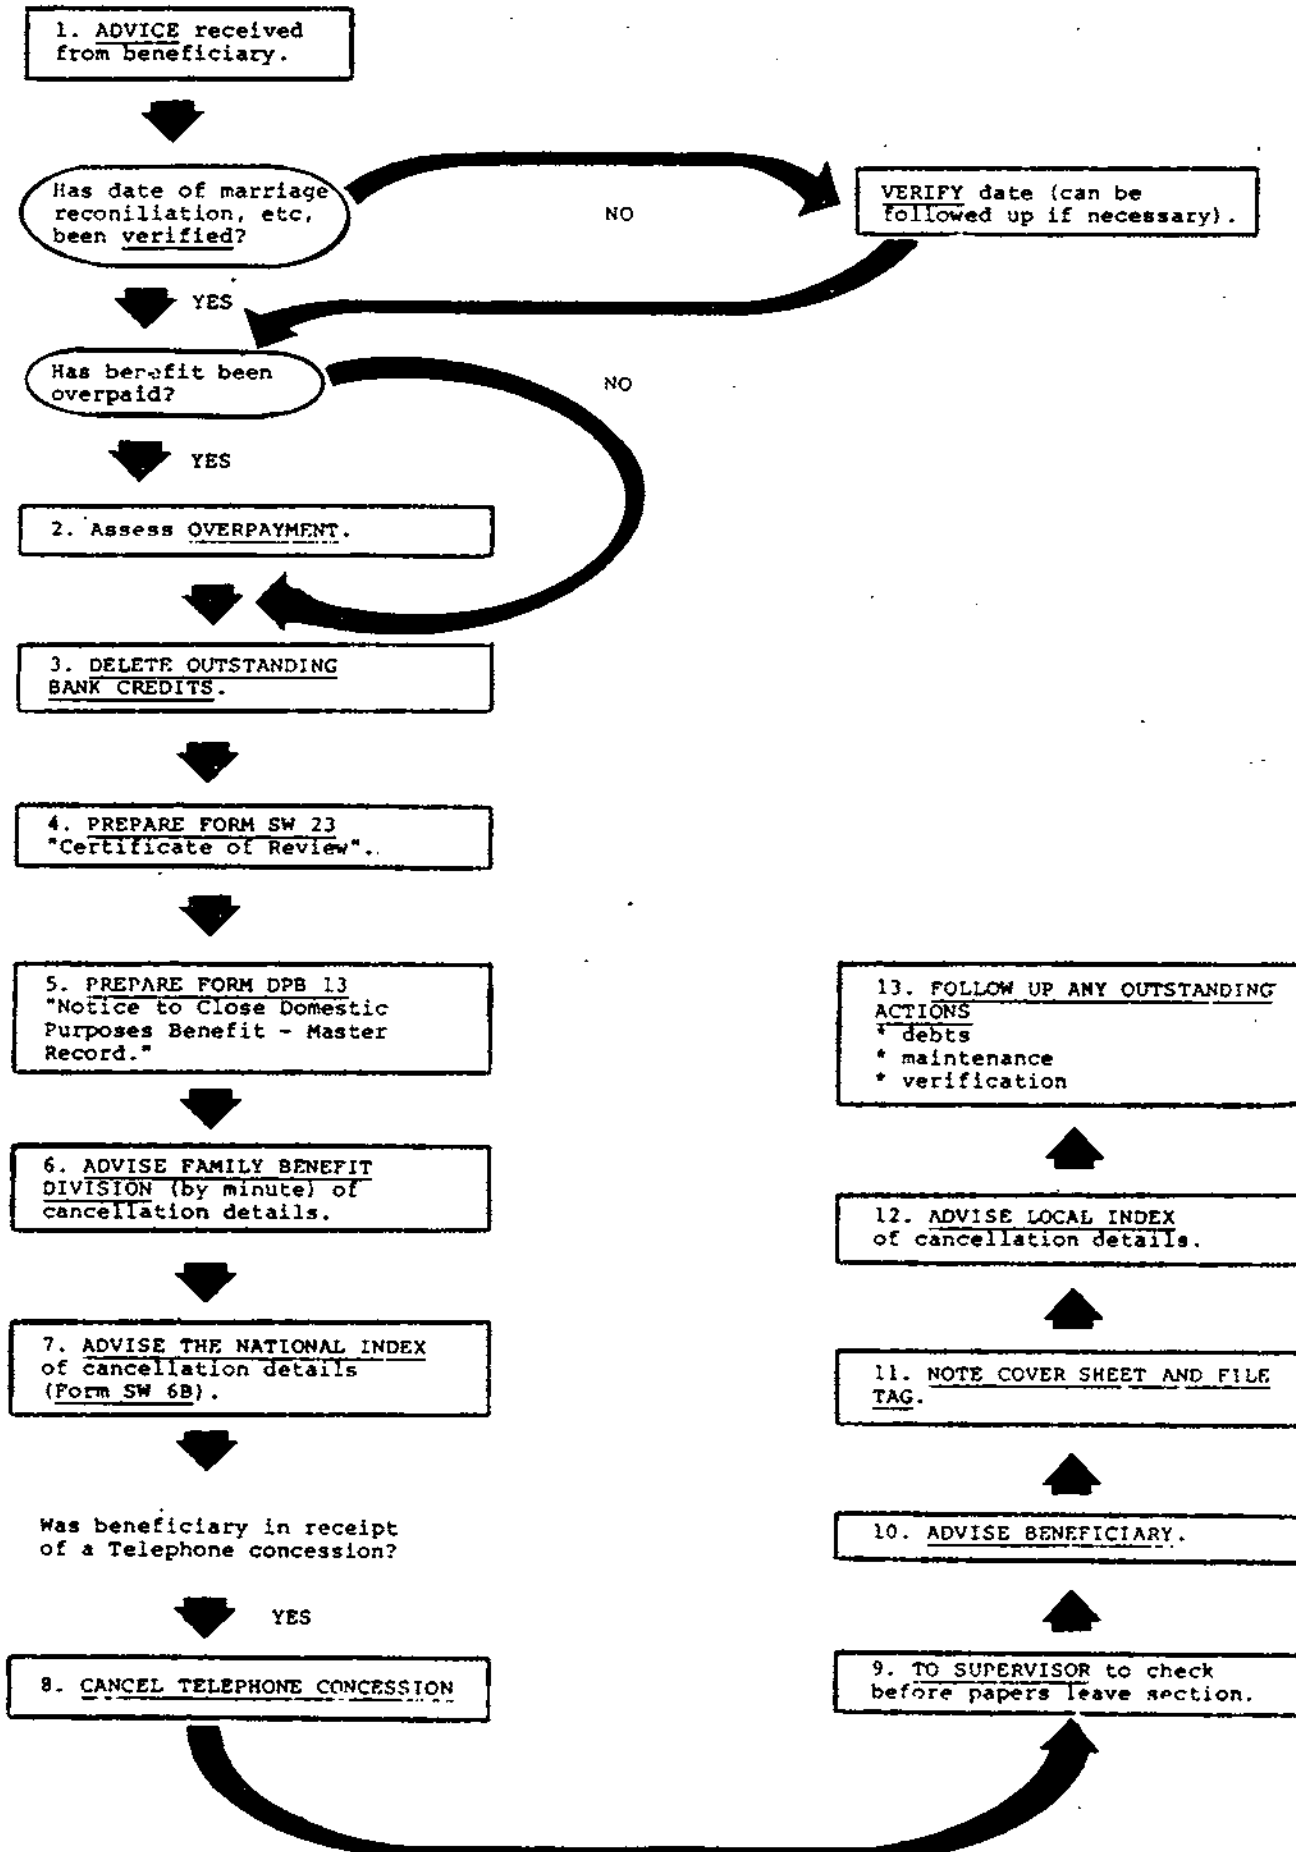 1. ADVICE received
from beneficiary.
Has date of marriage
reconiliation, etc,
been verified?
NO
VERIFY date (can be
followed up if necessary).
YES
Has benefit been
overpaid?
NO
YES
2. Assess OVERPAYMENT.
3. DELETE OUTSTANDING
BANK CREDITS.
4. PREPARE FORM SW 23
"Certificate of Review".
5. PREPARE FORM DPB 13
"Notice to Close Domestic
Purposes Benefit - Master
Record."
6. ADVISE FAMILY BENEFIT
DIVISION (by minute) of
cancellation details.
7. ADVISE THE NATIONAL INDEX
of cancellation details
(Form SW 6B).
Was beneficiary in receipt
of a Telephone concession?
YES
8. CANCEL TELEPHONE CONCESSION
9. TO SUPERVISOR to check
before papers leave section.
10. ADVISE BENEFICIARY.
11. NOTE COVER SHEET AND FILE
TAG.
12. ADVISE LOCAL INDEX
of cancellation details.
13. FOLLOW UP ANY OUTSTANDING
ACTIONS
* debts
* maintenance
* verification